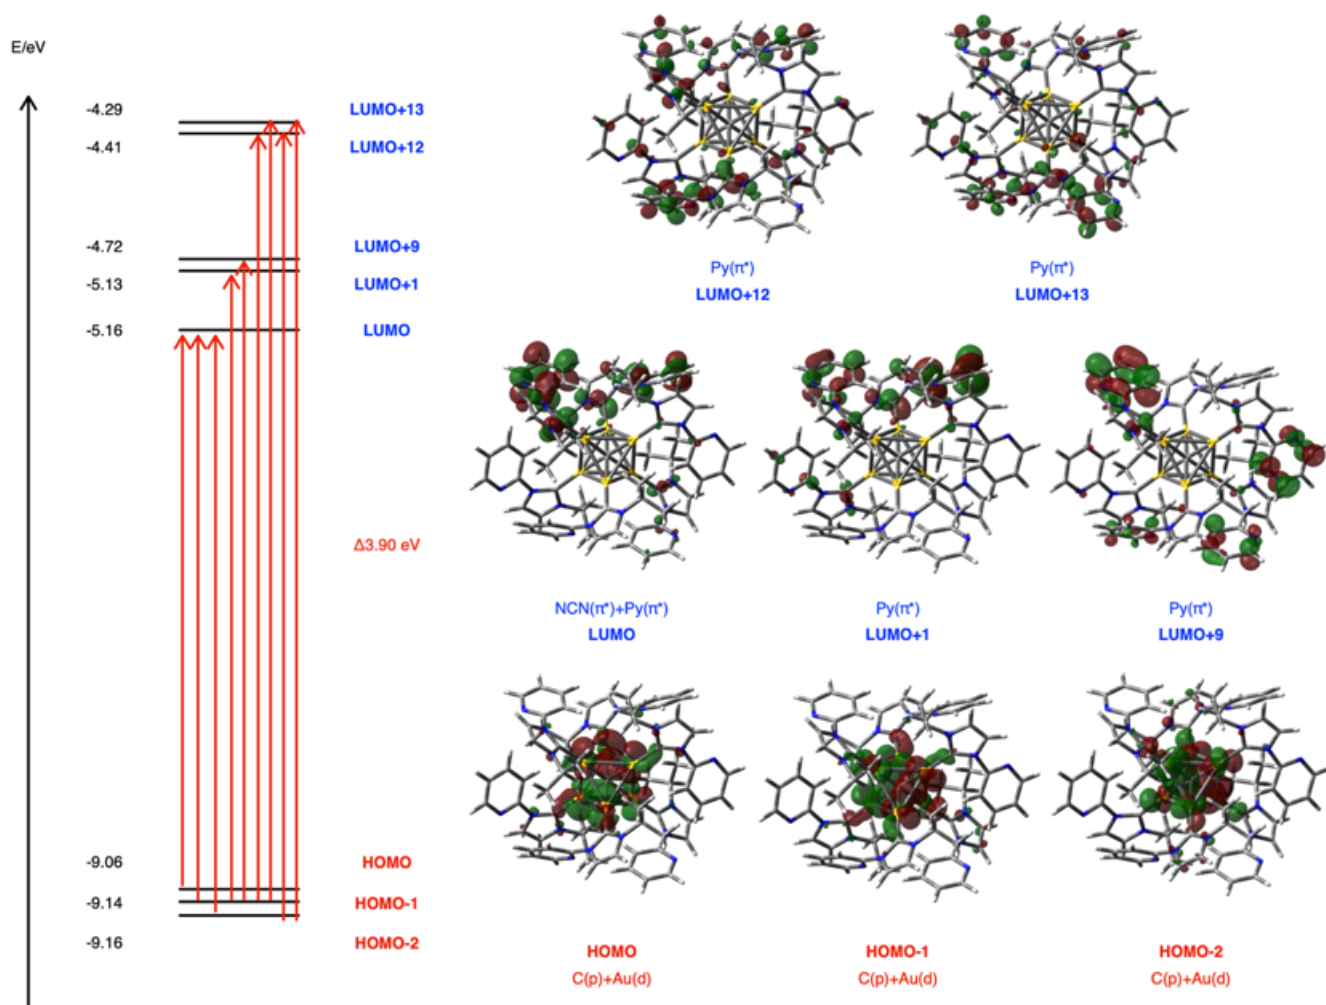 E/eV
-4.29 LUMO+13
-4.41 LUMO+12
-4.72 LUMO+9
-5.13 LUMO+1
-5.16 LUMO
Δ3.90 eV
-9.06 HOMO
-9.14 HOMO-1
-9.16 HOMO-2
Py(π*) Py(π*)
LUMO+12 LUMO+13
NCN(π*)+Py(π*) Py(π*) Py(π*)
LUMO LUMO+1 LUMO+9
HOMO HOMO-1 HOMO-2
C(p)+Au(d) C(p)+Au(d) C(p)+Au(d)